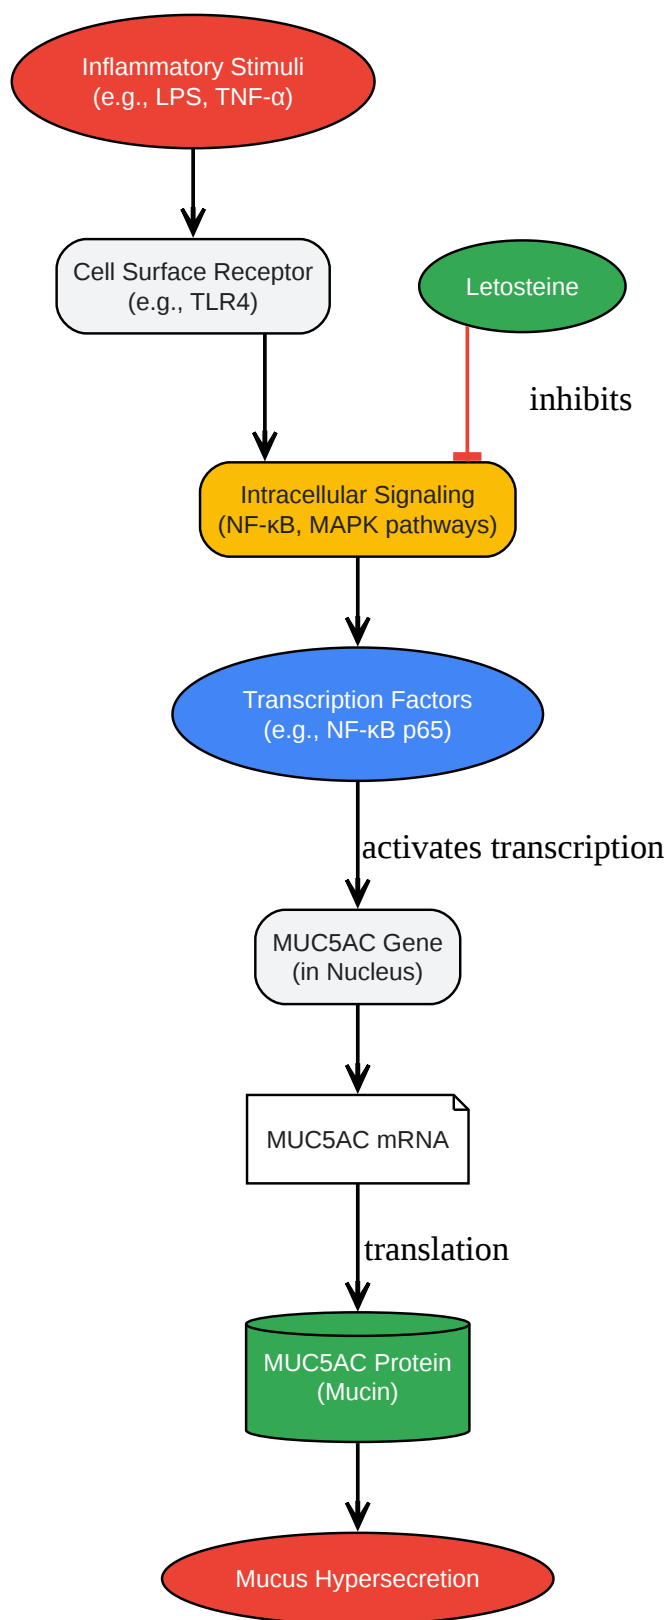 Inflammatory Stimuli
(e.g., LPS, TNF-α)
Cell Surface Receptor
(e.g., TLR4)
Letosteine
inhibits
Intracellular Signaling
(NF-κB, MAPK pathways)
Transcription Factors
(e.g., NF-κB p65)
activates transcription
MUC5AC Gene
(in Nucleus)
MUC5AC mRNA
translation
MUC5AC Protein
(Mucin)
Mucus Hypersecretion